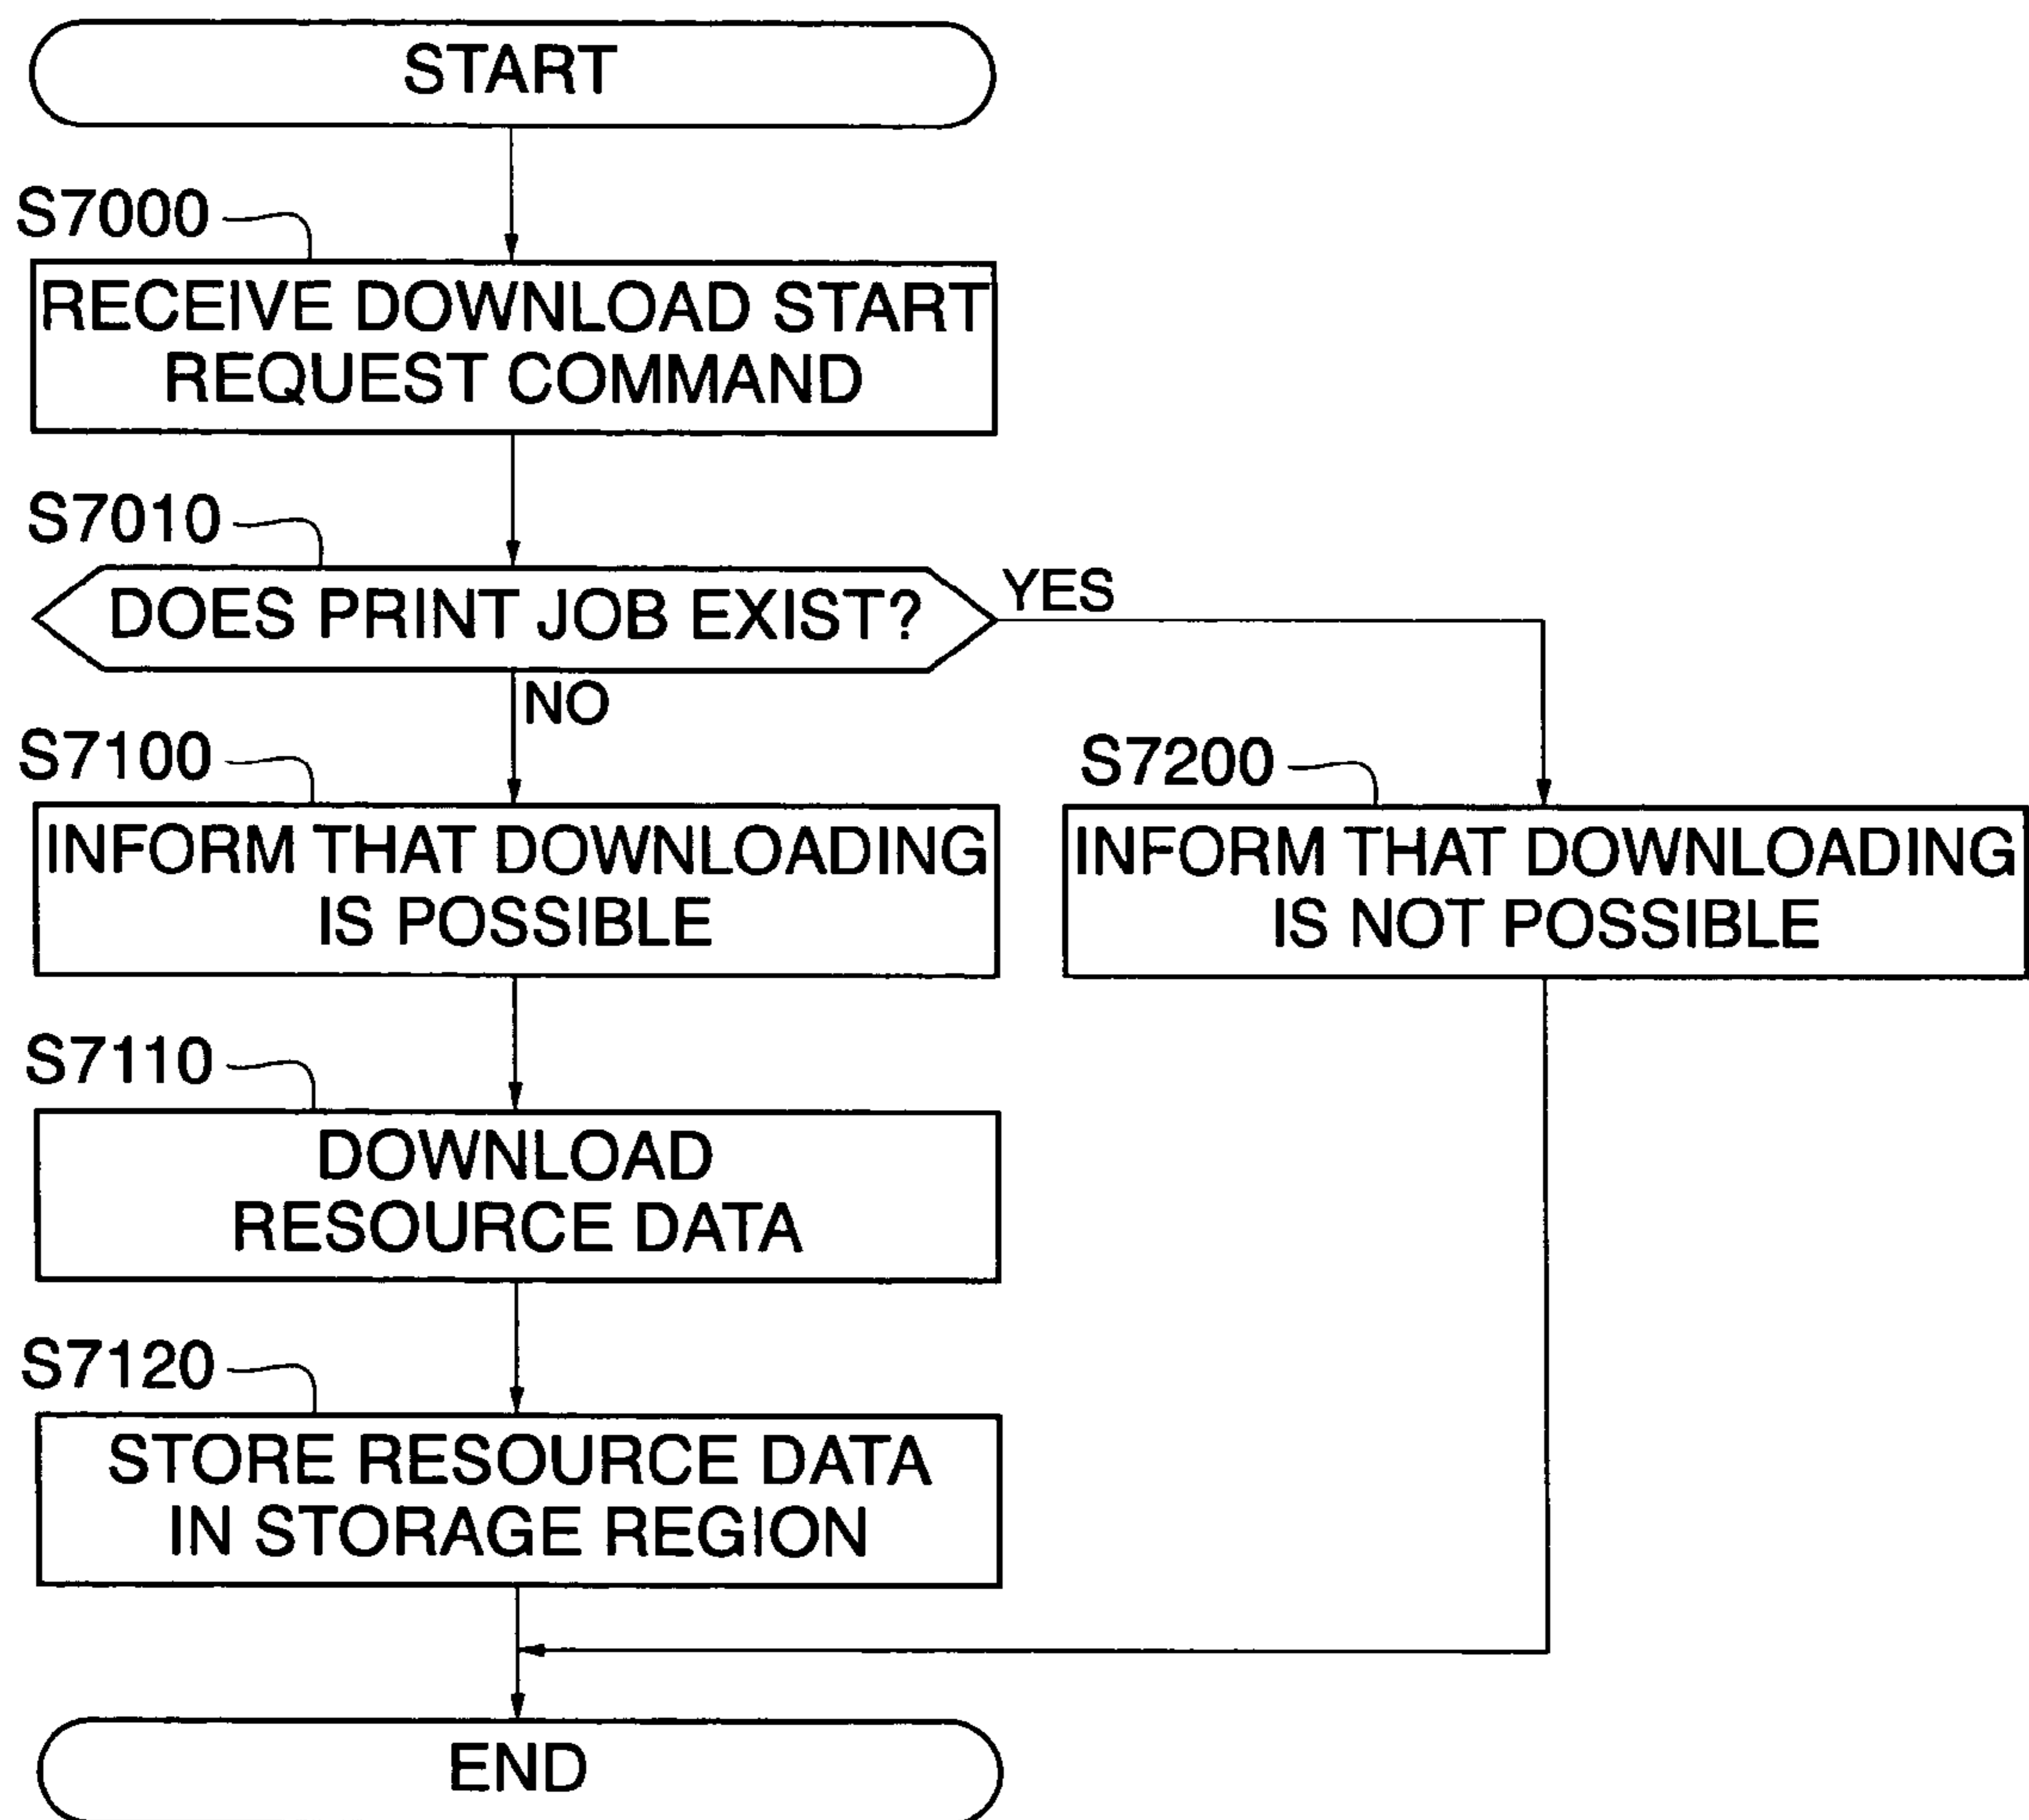 START
S7000
RECEIVE DOWNLOAD START
REQUEST COMMAND
S7010
DOES PRINT JOB EXIST?
YES
NO
S7100
INFORM THAT DOWNLOADING
IS POSSIBLE
S7200
INFORM THAT DOWNLOADING
IS NOT POSSIBLE
S7110
DOWNLOAD
RESOURCE DATA
S7120
STORE RESOURCE DATA
IN STORAGE REGION
END